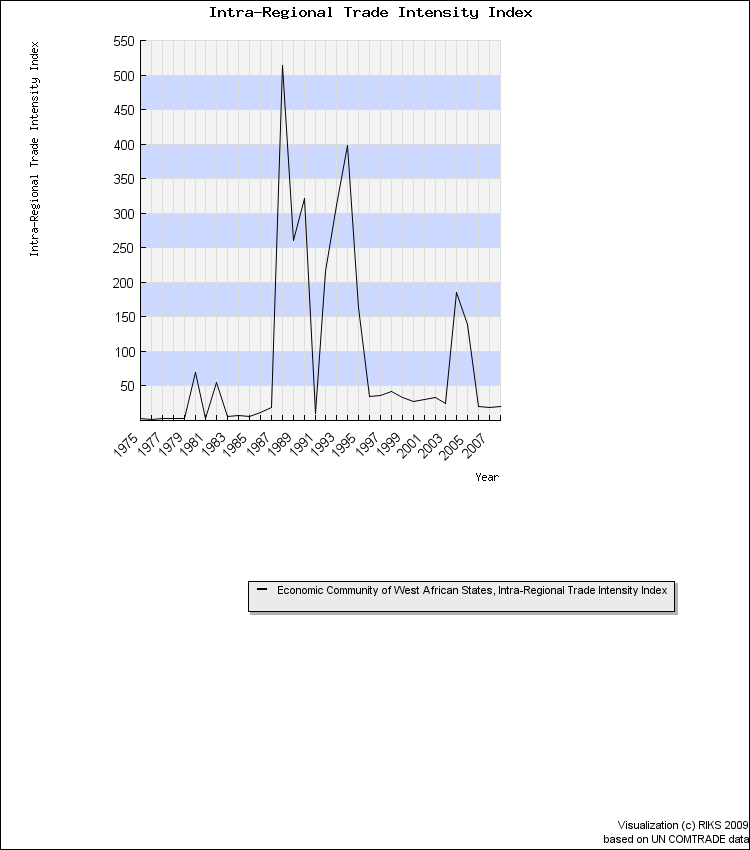 Intra-Regional Trade Intensity Index
Intra-Regional Trade Intensity Index
550
500
450
400
350
300
250
200
150
100
50
1975 1977 1979 1981 1983 1985 1987 1989 1991 1993 1995 1997 1999 2001 2003 2005 2007
Year
Economic Community of West African States, Intra-Regional Trade Intensity Index
Visualization (c) RIKS 2009
based on UN COMTRADE data